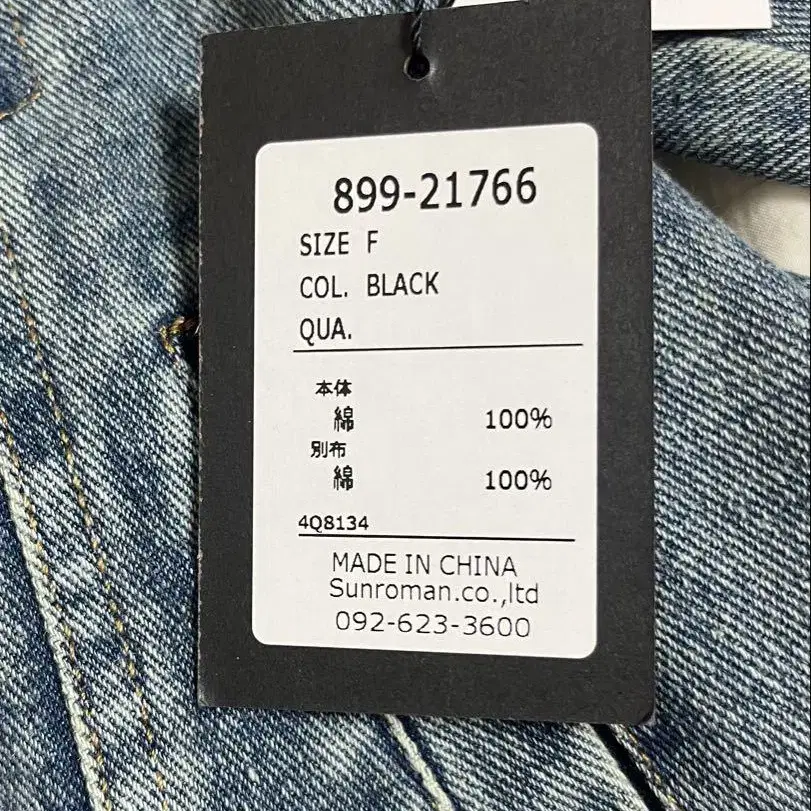 899-21766
SIZE F
COL. BLACK
QUA.
本体
綿 100%
別布
綿 100%
4Q8134
MADE IN CHINA
Sunroman.co.,ltd
092-623-3600